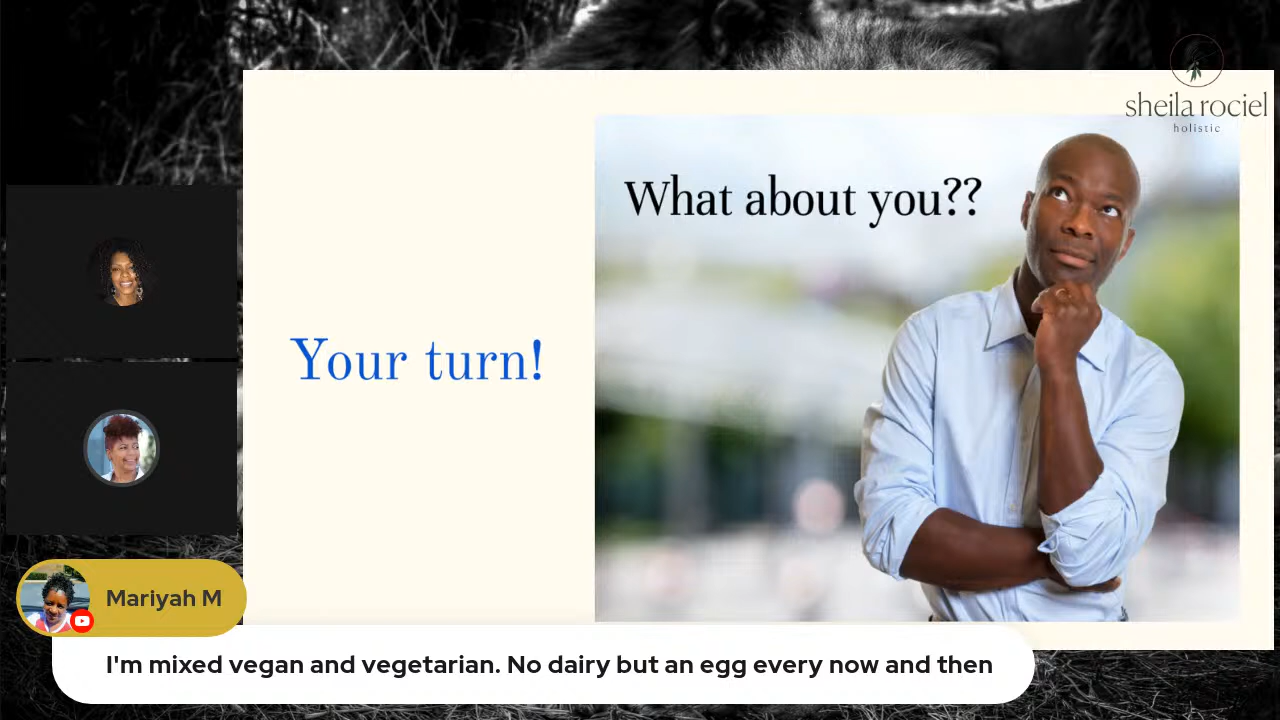 sheila rociel
holistic
What about you??
Your turn!
Mariyah M
I'm mixed vegan and vegetarian. No dairy but an egg every now and then